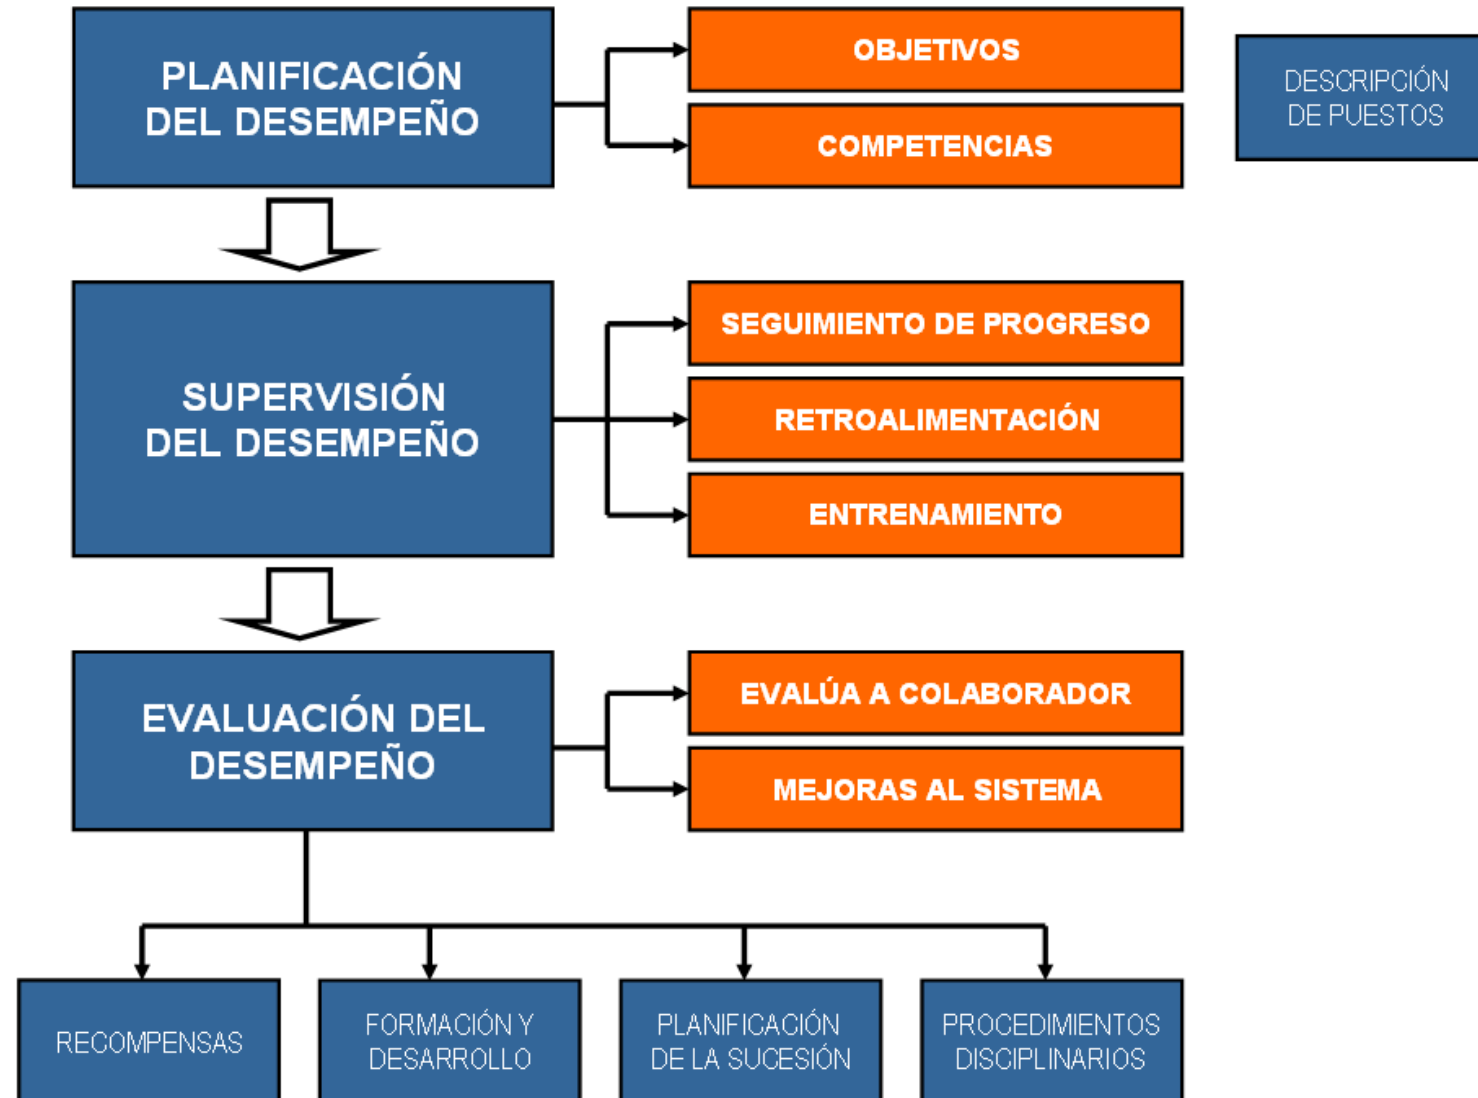 PLANIFICACIÓN
DEL DESEMPEÑO
OBJETIVOS
COMPETENCIAS
DESCRIPCIÓN
DE PUESTOS
SUPERVISIÓN
DEL DESEMPEÑO
SEGUIMIENTO DE PROGRESO
RETROALIMENTACIÓN
ENTRENAMIENTO
EVALUACIÓN DEL
DESEMPEÑO
EVALÚA A COLABORADOR
MEJORAS AL SISTEMA
RECOMPENSAS
FORMACIÓN Y
DESARROLLO
PLANIFICACIÓN
DE LA SUCESIÓN
PROCEDIMIENTOS
DISCIPLINARIOS